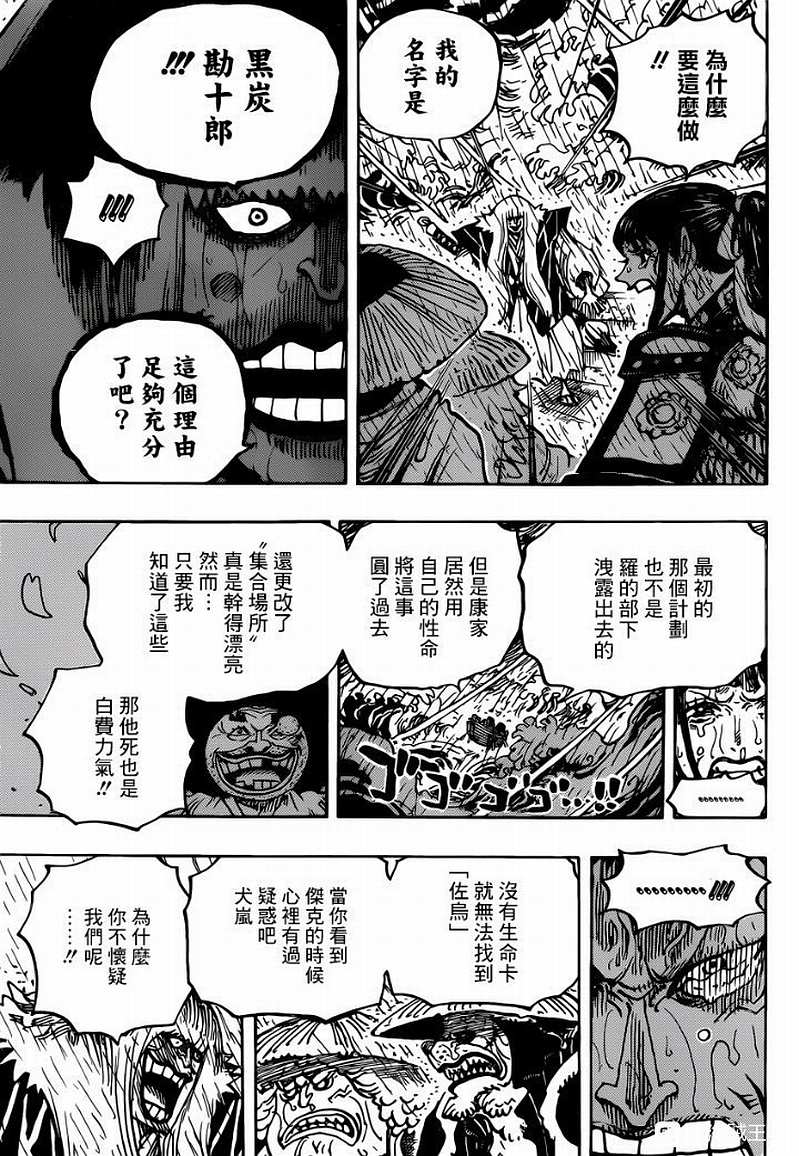 為什麼
要這麼做
!!
我的
名字是
黑炭
勘十郎
!!!
!!!
這個理由
足夠充分
了吧？
最初的
那個計劃
也不是
羅的部下
洩露出去的
…………
但是康家
居然用
自己的性命
將這事
圓了過去
ゴゴゴゴ…!!
還更改了
“集合場所”
真是幹得漂亮
然而…
只要我
知道了這些
那他死也是
白費力氣!!
…………!!!
沒有生命卡
就無法找到
「佐烏」
當你看到
傑克的時候
心裡有過
疑惑吧
犬嵐
為什麼
你不懷疑
我們呢
……!!